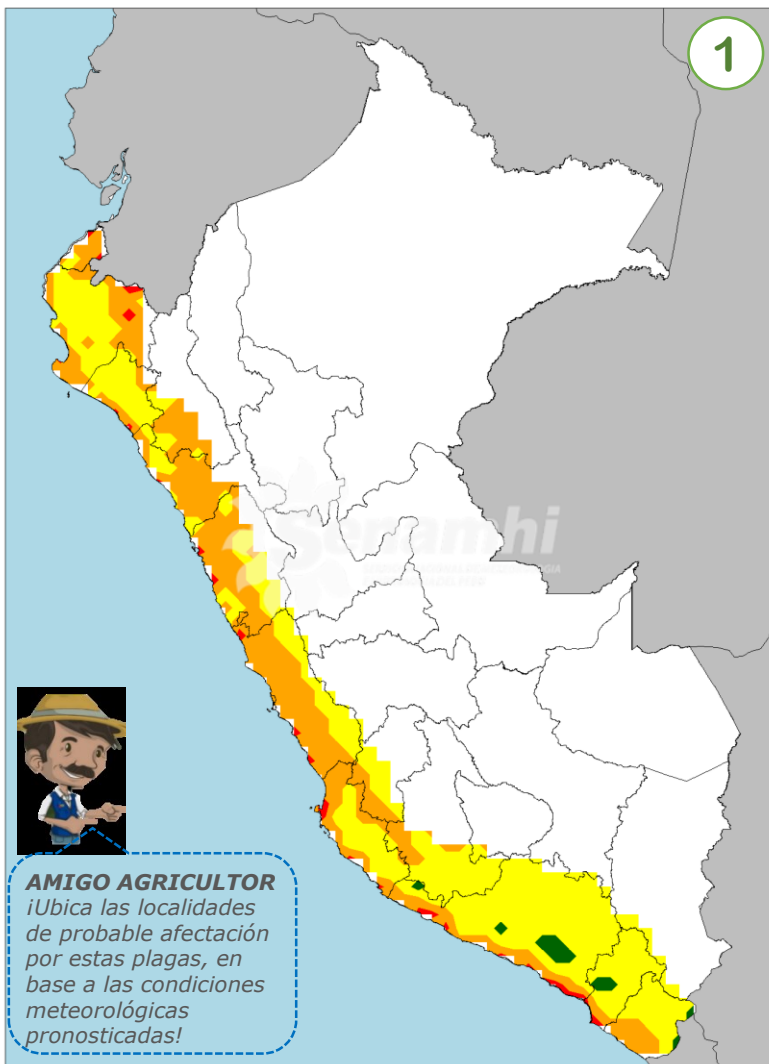 1
Senamhi
AMIGO AGRICULTOR
¡Ubica las localidades
de probable afectación
por estas plagas, en
base a las condiciones
meteorológicas
pronosticadas!